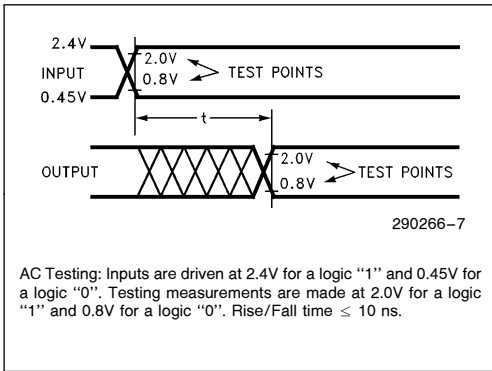 2.4V
2.0V
INPUT
TEST POINTS
0.8V
0.45V
t
OUTPUT
2.0V
TEST POINTS
0.8V
290266–7
AC Testing: Inputs are driven at 2.4V for a logic ‘‘1’’ and 0.45V for
a logic ‘‘0’’. Testing measurements are made at 2.0V for a logic
‘‘1’’ and 0.8V for a logic ‘‘0’’. Rise/Fall time ≤ 10 ns.